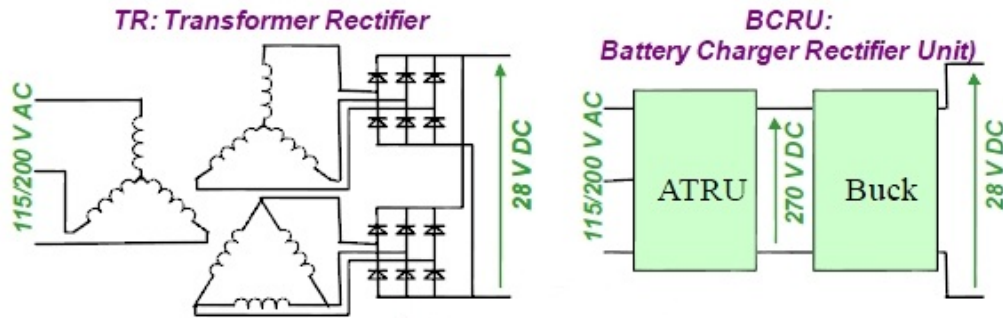 TR: Transformer Rectifier
115/200 V AC
28 V DC
BCRU:
Battery Charger Rectifier Unit)
115/200 V AC
ATRU
270 V DC
Buck
28 V DC